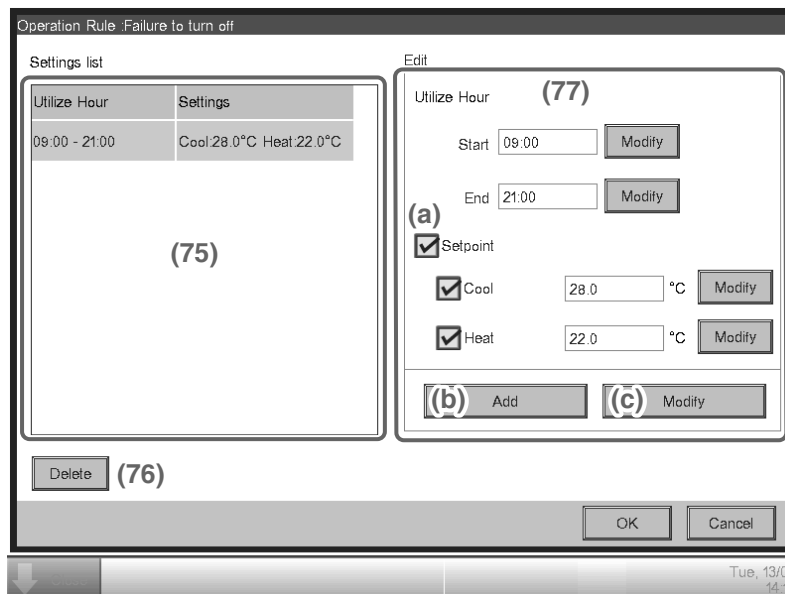 Operation Rule :Failure to turn off
Settings list
Utilize Hour Settings
09:00 - 21:00 Cool:28.0°C Heat:22.0°C
(75)
Delete (76)
Edit
Utilize Hour (77)
Start 09:00 Modify
End 21:00 Modify
(a)
Setpoint
Cool 28.0 °C Modify
Heat 22.0 °C Modify
(b) Add (c) Modify
OK Cancel
Tue, 13/0